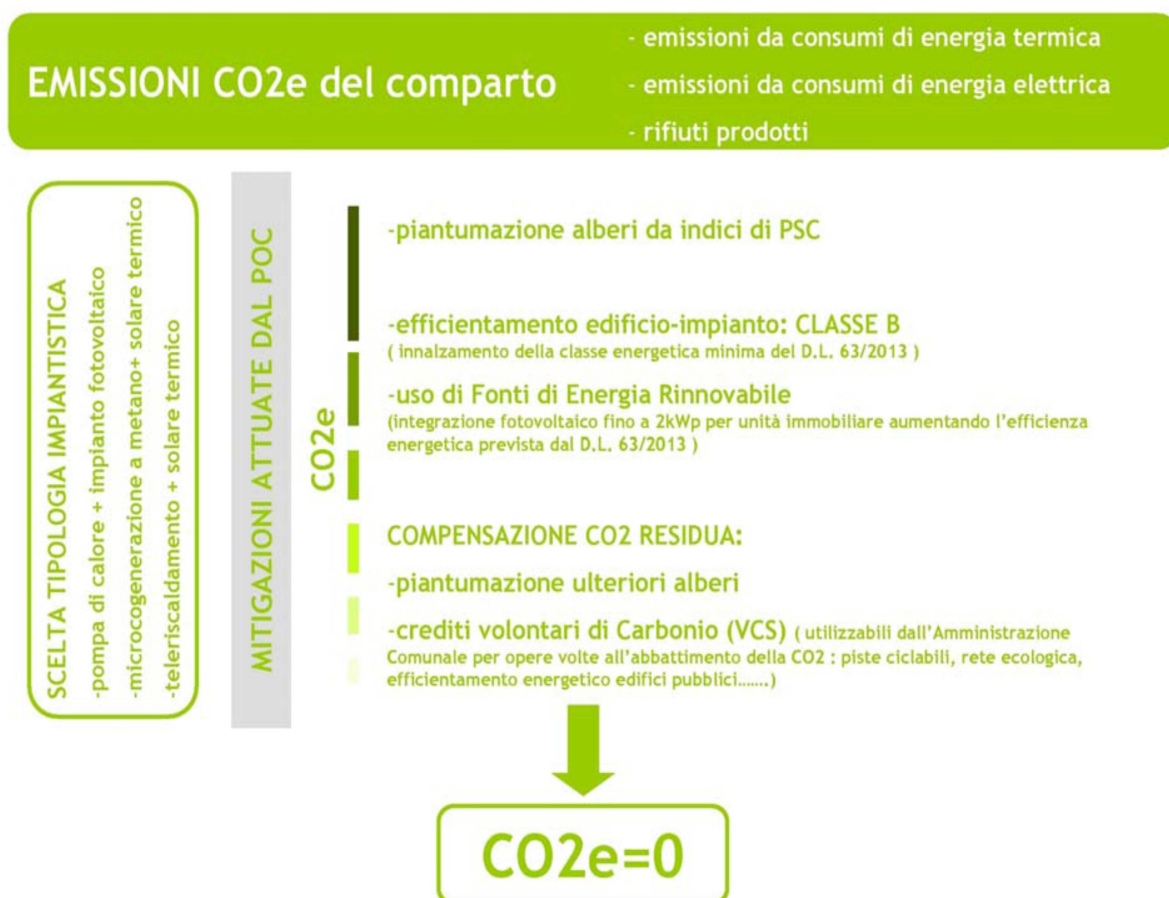 EMISSIONI CO2e del comparto
- emissioni da consumi di energia termica
- emissioni da consumi di energia elettrica
- rifiuti prodotti
SCELTA TIPOLOGIA IMPIANTISTICA
-pompa di calore + impianto fotovoltaico
-microcogenerazione a metano+ solare termico
-teleriscaldamento + solare termico
MITIGAZIONI ATTUATE DAL POC
CO2e
-piantumazione alberi da indici di PSC
-efficientamento edificio-impianto: CLASSE B
( innalzamento della classe energetica minima del D.L. 63/2013 )
-uso di Fonti di Energia Rinnovabile
(integrazione fotovoltaico fino a 2kWp per unità immobiliare aumentando l'efficienza
energetica prevista dal D.L. 63/2013 )
COMPENSAZIONE CO2 RESIDUA:
-piantumazione ulteriori alberi
-crediti volontari di Carbonio (VCS) ( utilizzabili dall'Amministrazione
Comunale per opere volte all'abbattimento della CO2 : piste ciclabili, rete ecologica,
efficientamento energetico edifici pubblici…….)
CO2e=0